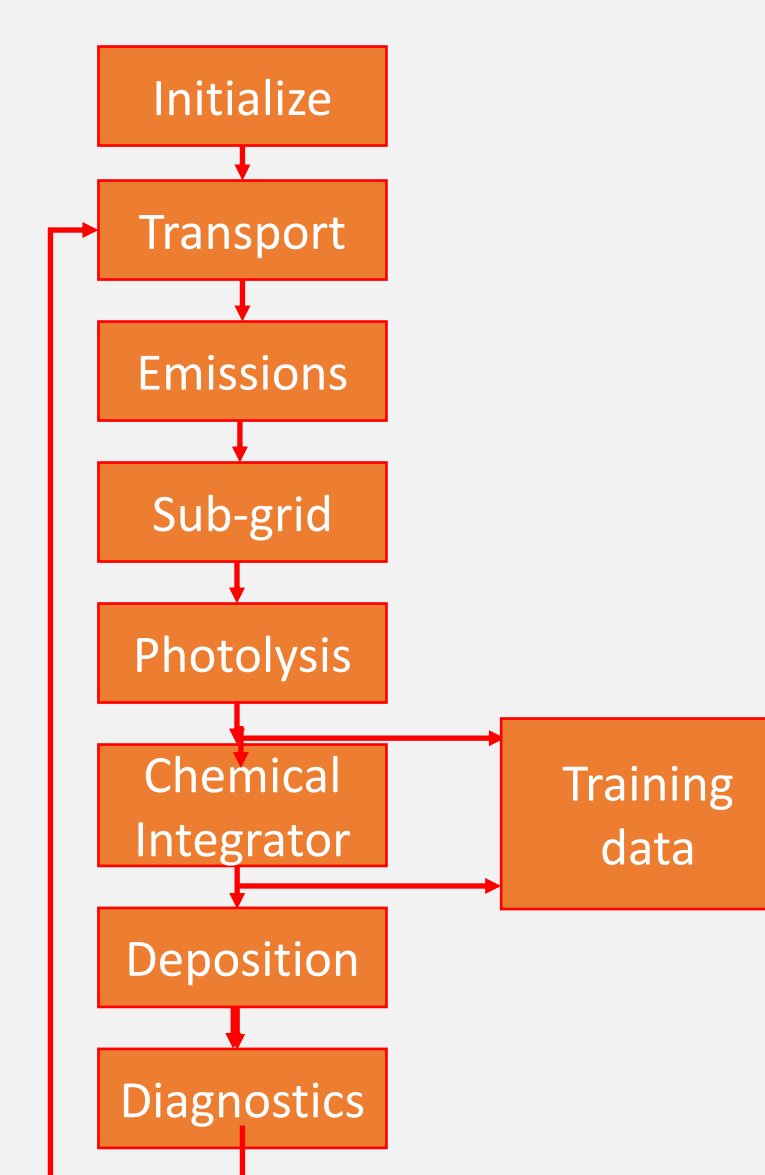 Initialize
Transport
Emissions
Sub-grid
Photolysis
Chemical
Integrator
Training
data
Deposition
Diagnostics